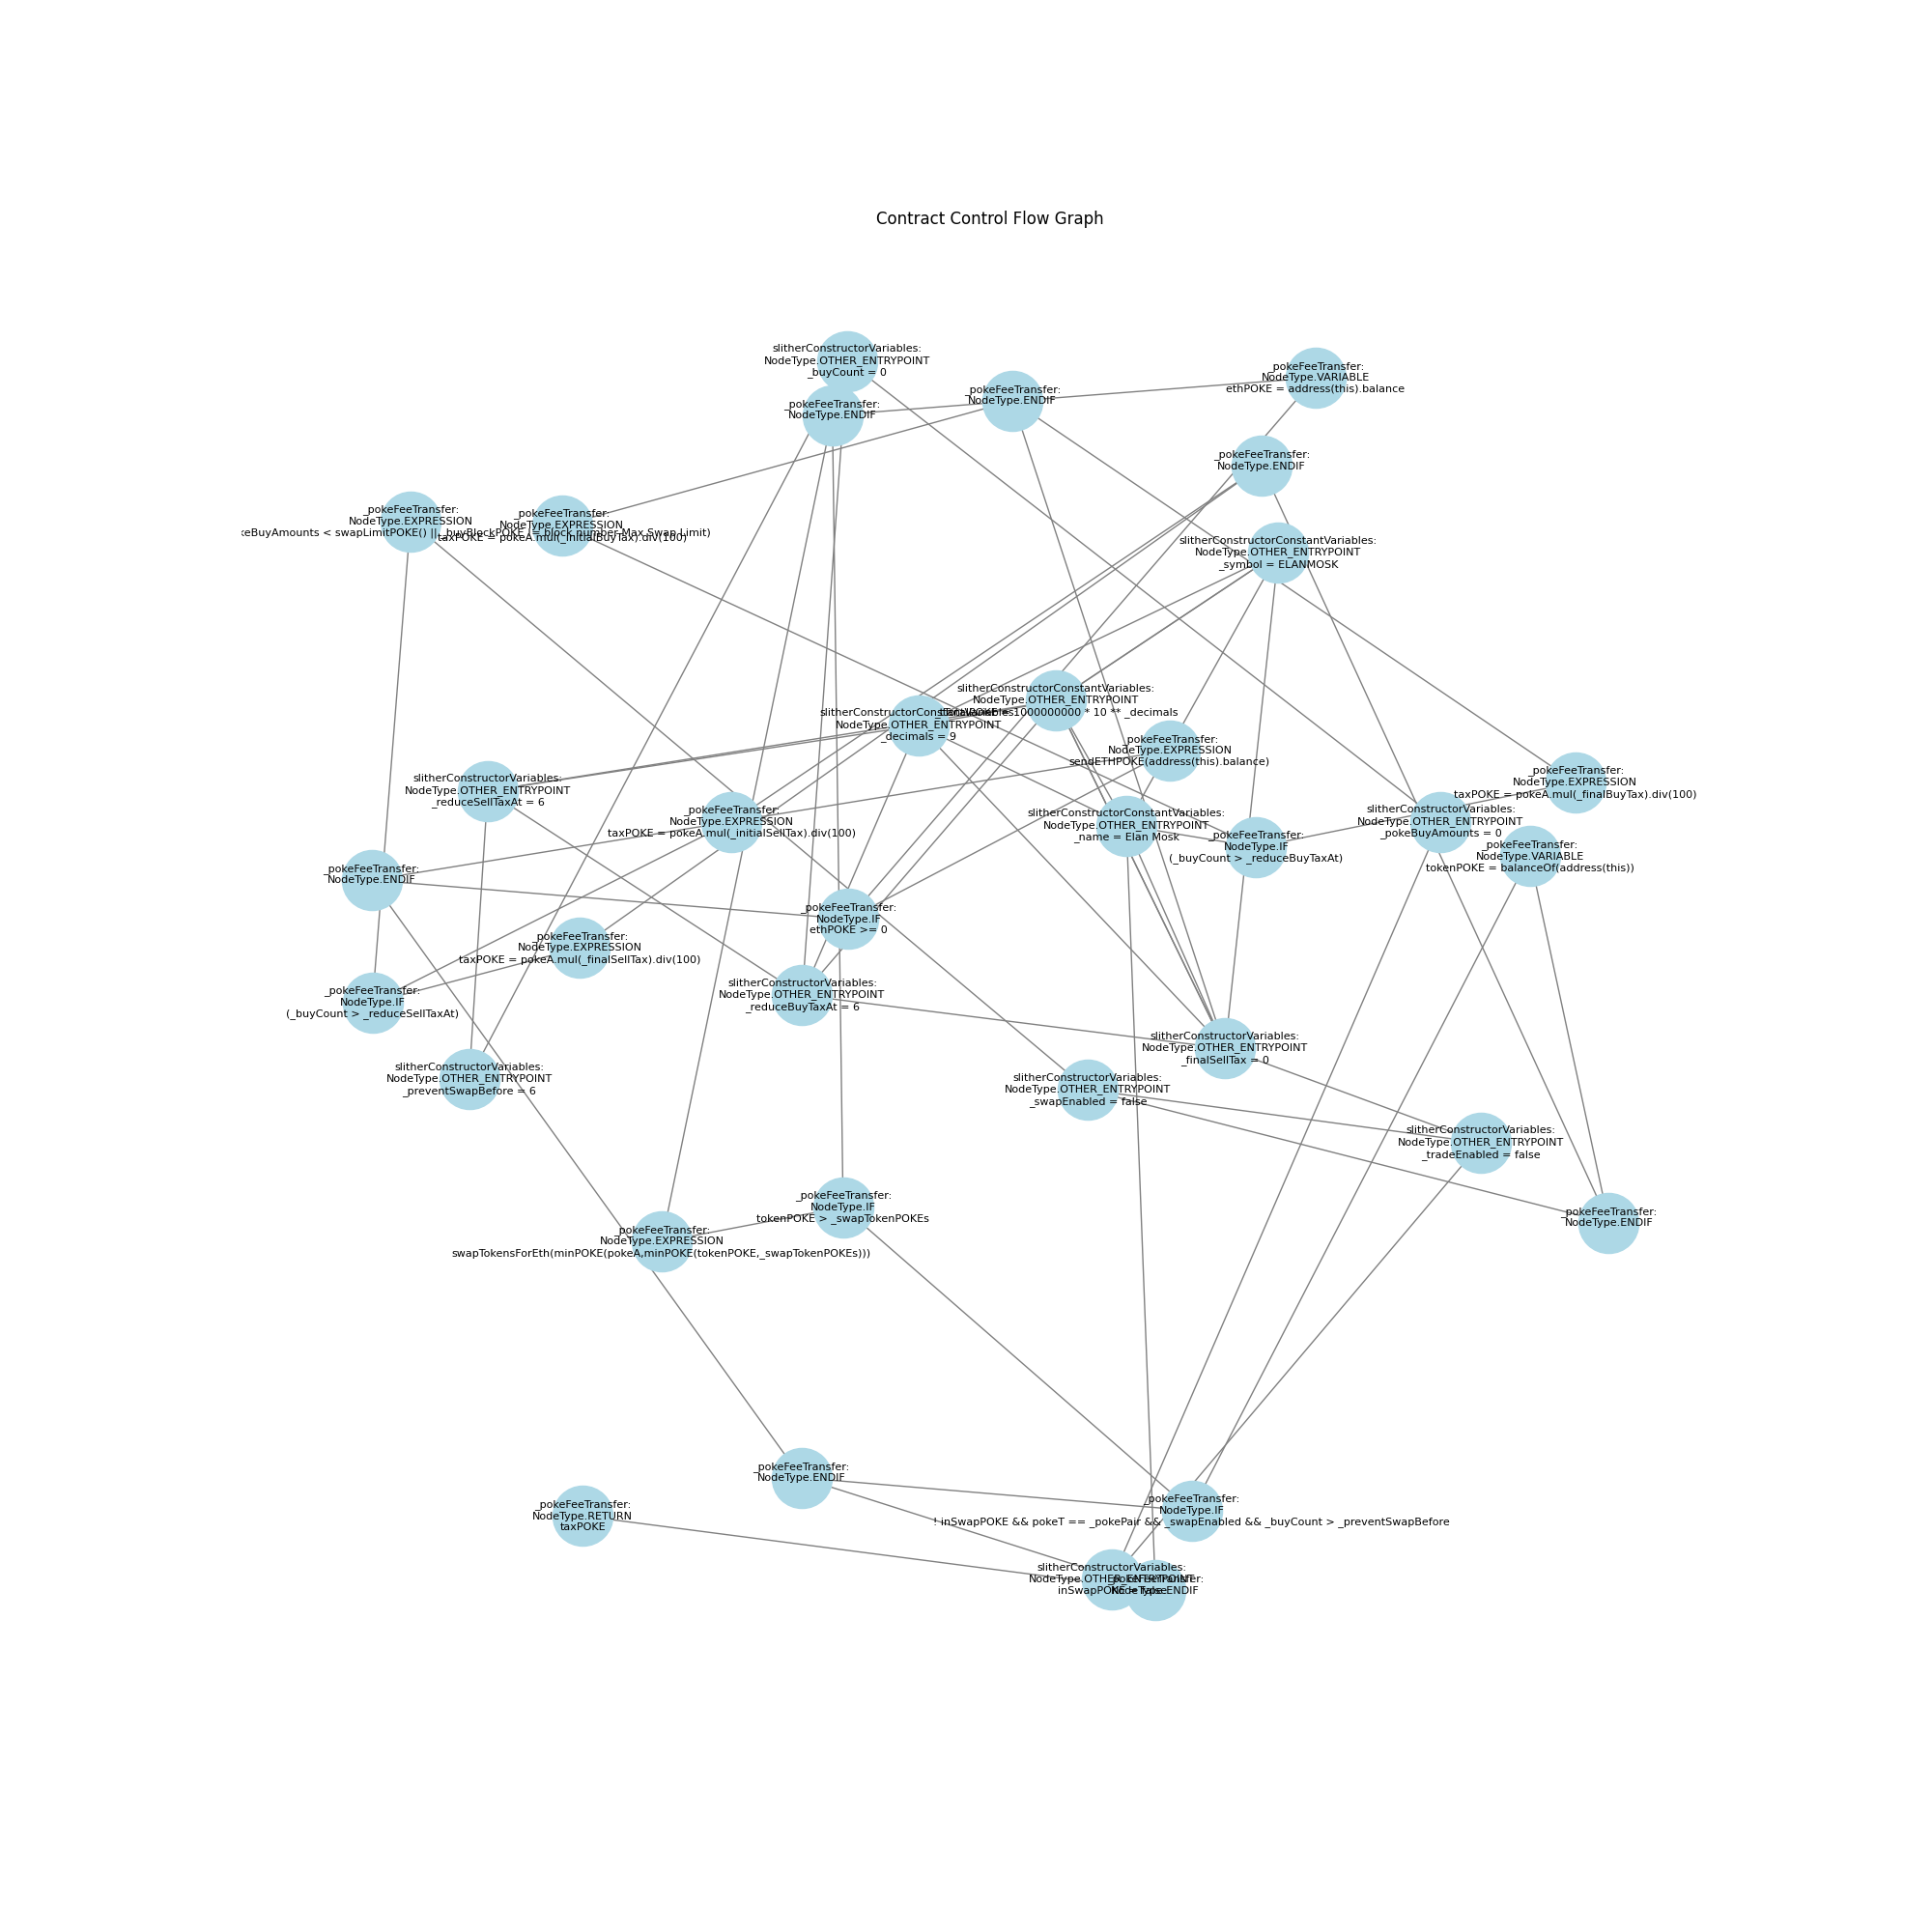 Contract Control Flow Graph
slitherConstructorVariables:
NodeType.OTHER_ENTRYPOINT
_buyCount = 0
_pokeFeeTransfer:
NodeType.ENDIF
_pokeFeeTransfer:
NodeType.ENDIF
_pokeFeeTransfer:
NodeType.VARIABLE
ethPOKE = address(this).balance
_pokeFeeTransfer:
NodeType.ENDIF
_pokeFeeTransfer:
NodeType.EXPRESSION
keBuyAmounts < swapLimitPOKE() || _buyBlockPOKE != block.number,Max Swap Limit)
_pokeFeeTransfer:
NodeType.EXPRESSION
taxPOKE = pokeA.mul(_initialBuyTax).div(100)
slitherConstructorConstantVariables:
NodeType.OTHER_ENTRYPOINT
_symbol = ELANMOSK
slitherConstructorConstantVariables:
NodeType.OTHER_ENTRYPOINT
= 1000000000 * 10 ** _decimals
slitherConstructorConstantVariables:
NodeType.OTHER_ENTRYPOINT
_decimals = 9
_pokeFeeTransfer:
NodeType.EXPRESSION
sendETHPOKE(address(this).balance)
slitherConstructorVariables:
NodeType.OTHER_ENTRYPOINT
_reduceSellTaxAt = 6
_pokeFeeTransfer:
NodeType.EXPRESSION
taxPOKE = pokeA.mul(_finalBuyTax).div(100)
_pokeFeeTransfer:
NodeType.EXPRESSION
taxPOKE = pokeA.mul(_initialSellTax).div(100)
slitherConstructorConstantVariables:
NodeType.OTHER_ENTRYPOINT
_name = Elan Mosk
slitherConstructorVariables:
NodeType.OTHER_ENTRYPOINT
_pokeBuyAmounts = 0
_pokeFeeTransfer:
NodeType.IF
(_buyCount > _reduceBuyTaxAt)
_pokeFeeTransfer:
NodeType.VARIABLE
tokenPOKE = balanceOf(address(this))
_pokeFeeTransfer:
NodeType.ENDIF
_pokeFeeTransfer:
NodeType.IF
ethPOKE >= 0
_pokeFeeTransfer:
NodeType.EXPRESSION
taxPOKE = pokeA.mul(_finalSellTax).div(100)
_pokeFeeTransfer:
NodeType.IF
(_buyCount > _reduceSellTaxAt)
slitherConstructorVariables:
NodeType.OTHER_ENTRYPOINT
_reduceBuyTaxAt = 6
slitherConstructorVariables:
NodeType.OTHER_ENTRYPOINT
_finalSellTax = 0
slitherConstructorVariables:
NodeType.OTHER_ENTRYPOINT
_preventSwapBefore = 6
slitherConstructorVariables:
NodeType.OTHER_ENTRYPOINT
_swapEnabled = false
slitherConstructorVariables:
NodeType.OTHER_ENTRYPOINT
_tradeEnabled = false
_pokeFeeTransfer:
NodeType.IF
tokenPOKE > _swapTokenPOKEs
_pokeFeeTransfer:
NodeType.ENDIF
_pokeFeeTransfer:
NodeType.EXPRESSION
swapTokensForEth(minPOKE(pokeA,minPOKE(tokenPOKE,_swapTokenPOKEs)))
_pokeFeeTransfer:
NodeType.ENDIF
_pokeFeeTransfer:
NodeType.IF
! inSwapPOKE && pokeT == _pokePair && _swapEnabled && _buyCount > _preventSwapBefore
_pokeFeeTransfer:
NodeType.RETURN
taxPOKE
slitherConstructorVariables:
NodeType.OTHER_ENTRYPOINT
inSwapPOKE = false
_pokeFeeTransfer:
NodeType.ENDIF